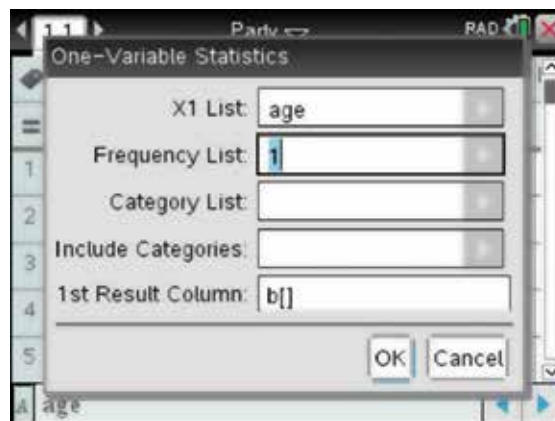 1.1 Party RAD
One-Variable Statistics
X1 List: age
Frequency List: 1
Category List:
Include Categories:
1st Result Column: b[]
OK Cancel
=
1
2
3
4
5
A age